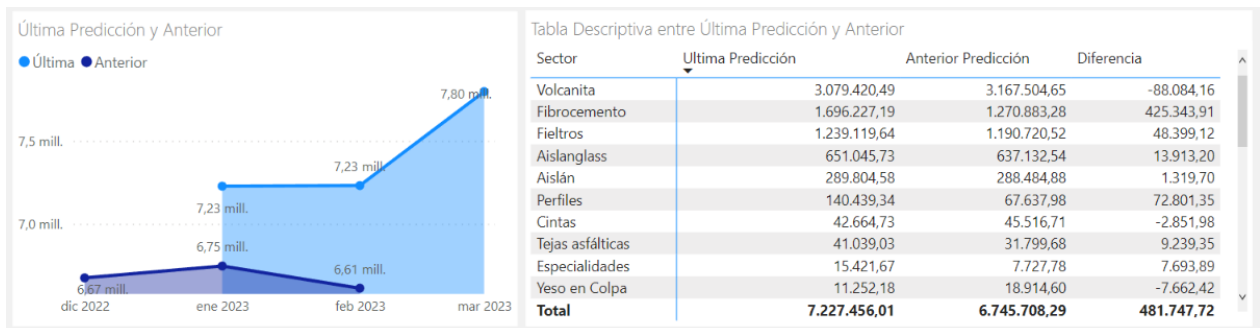 Última Predicción y Anterior
Última Anterior
7,80 mill.
7,5 mill.
7,23 mill.
7,23 mill.
7,0 mill.
6,75 mill.
6,61 mill.
6,67 mill.
dic 2022 ene 2023 feb 2023 mar 2023
Tabla Descriptiva entre Última Predicción y Anterior
Sector Ultima Predicción Anterior Predicción Diferencia
Volcanita 3.079.420,49 3.167.504,65 -88.084,16
Fibrocemento 1.696.227,19 1.270.883,28 425.343,91
Fieltros 1.239.119,64 1.190.720,52 48.399,12
Aislanglass 651.045,73 637.132,54 13.913,20
Aislán 289.804,58 288.484,88 1.319,70
Perfiles 140.439,34 67.637,98 72.801,35
Cintas 42.664,73 45.516,71 -2.851,98
Tejas asfálticas 41.039,03 31.799,68 9.239,35
Especialidades 15.421,67 7.727,78 7.693,89
Yeso en Colpa 11.252,18 18.914,60 -7.662,42
Total 7.227.456,01 6.745.708,29 481.747,72